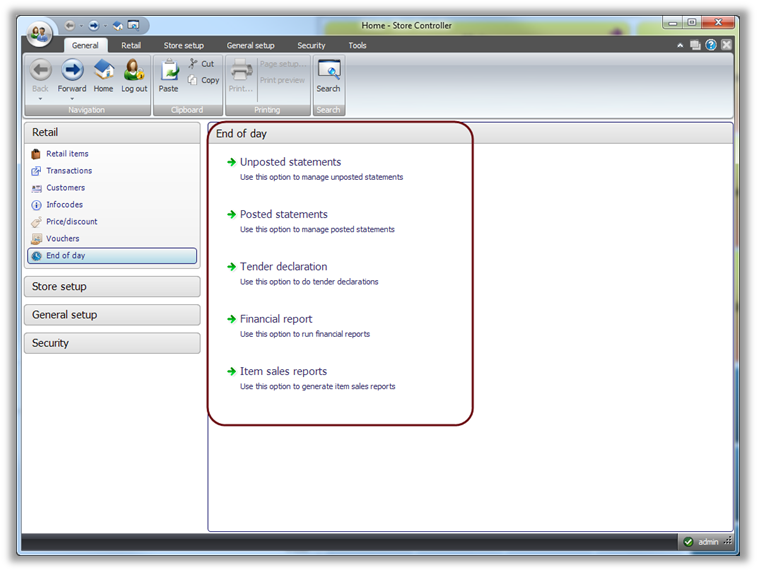 Home - Store Controller
General
Retail
Store setup
General setup
Security
Tools
Back
Forward
Home
Log out
Navigation
Paste
Cut
Copy
Clipboard
Print...
Page setup...
Print preview
Printing
Search
Search
Retail
Retail items
Transactions
Customers
Infocodes
Price/discount
Vouchers
End of day
Store setup
General setup
Security
End of day
Unposted statements
Use this option to manage unposted statements
Posted statements
Use this option to manage posted statements
Tender declaration
Use this option to do tender declarations
Financial report
Use this option to run financial reports
Item sales reports
Use this option to generate item sales reports
admin